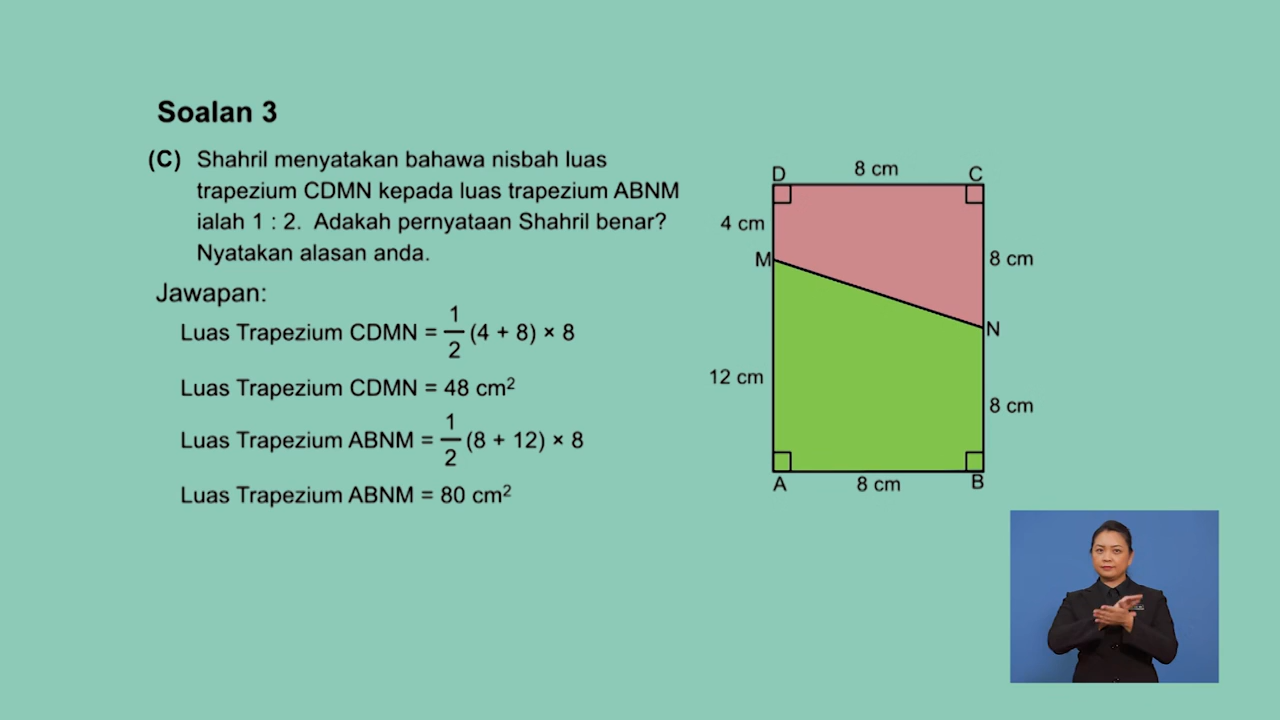 Soalan 3
(C) Shahril menyatakan bahawa nisbah luas
trapezium CDMN kepada luas trapezium ABNM
ialah 1 : 2. Adakah pernyataan Shahril benar?
Nyatakan alasan anda.
Jawapan:
Luas Trapezium CDMN = 1/2 (4 + 8) × 8
Luas Trapezium CDMN = 48 cm²
Luas Trapezium ABNM = 1/2 (8 + 12) × 8
Luas Trapezium ABNM = 80 cm²
D 8 cm C
4 cm
M 8 cm
N
12 cm
8 cm
A 8 cm B